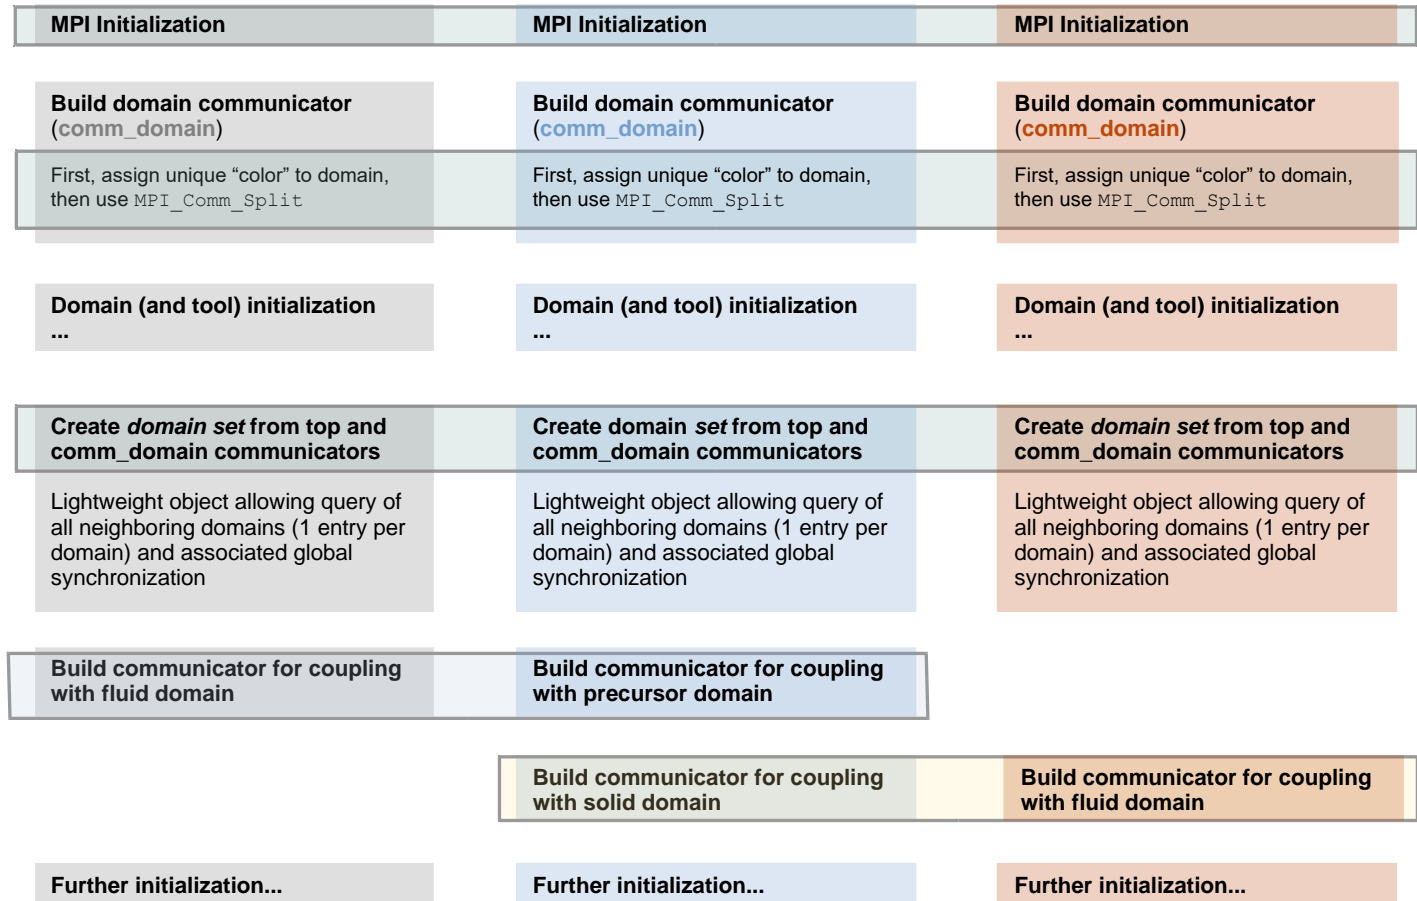 MPI Initialization
MPI Initialization
MPI Initialization
Build domain communicator
(comm_domain)
First, assign unique “color” to domain,
then use MPI_Comm_Split
Build domain communicator
(comm_domain)
First, assign unique “color” to domain,
then use MPI_Comm_Split
Build domain communicator
(comm_domain)
First, assign unique “color” to domain,
then use MPI_Comm_Split
Domain (and tool) initialization
...
Domain (and tool) initialization
...
Domain (and tool) initialization
...
Create domain set from top and
comm_domain communicators
Lightweight object allowing query of
all neighboring domains (1 entry per
domain) and associated global
synchronization
Create domain set from top and
comm_domain communicators
Lightweight object allowing query of
all neighboring domains (1 entry per
domain) and associated global
synchronization
Create domain set from top and
comm_domain communicators
Lightweight object allowing query of
all neighboring domains (1 entry per
domain) and associated global
synchronization
Build communicator for coupling
with fluid domain
Build communicator for coupling
with precursor domain
Build communicator for coupling
with solid domain
Build communicator for coupling
with fluid domain
Further initialization...
Further initialization...
Further initialization...